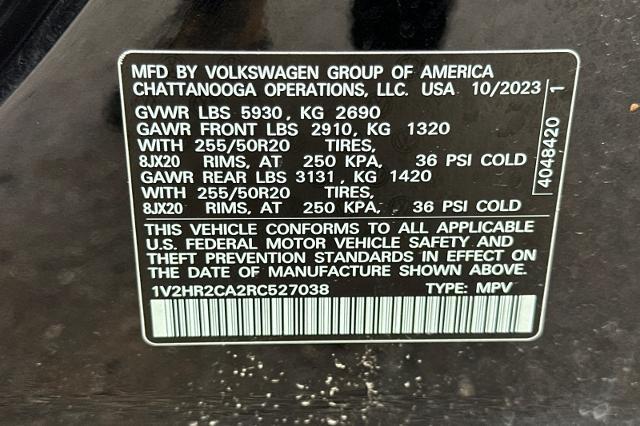 MFD BY VOLKSWAGEN GROUP OF AMERICA
CHATTANOOGA OPERATIONS, LLC. USA 10/2023
GVWR LBS 5930, KG 2690
GAWR FRONT LBS 2910, KG 1320
WITH 255/50R20 TIRES,
8JX20 RIMS, AT 250 KPA, 36 PSI COLD
GAWR REAR LBS 3131, KG 1420
WITH 255/50R20 TIRES,
8JX20 RIMS, AT 250 KPA, 36 PSI COLD
THIS VEHICLE CONFORMS TO ALL APPLICABLE
U.S. FEDERAL MOTOR VEHICLE SAFETY AND
THEFT PREVENTION STANDARDS IN EFFECT ON
THE DATE OF MANUFACTURE SHOWN ABOVE.
1V2HR2CA2RC527038 TYPE: MPV
4048420 1